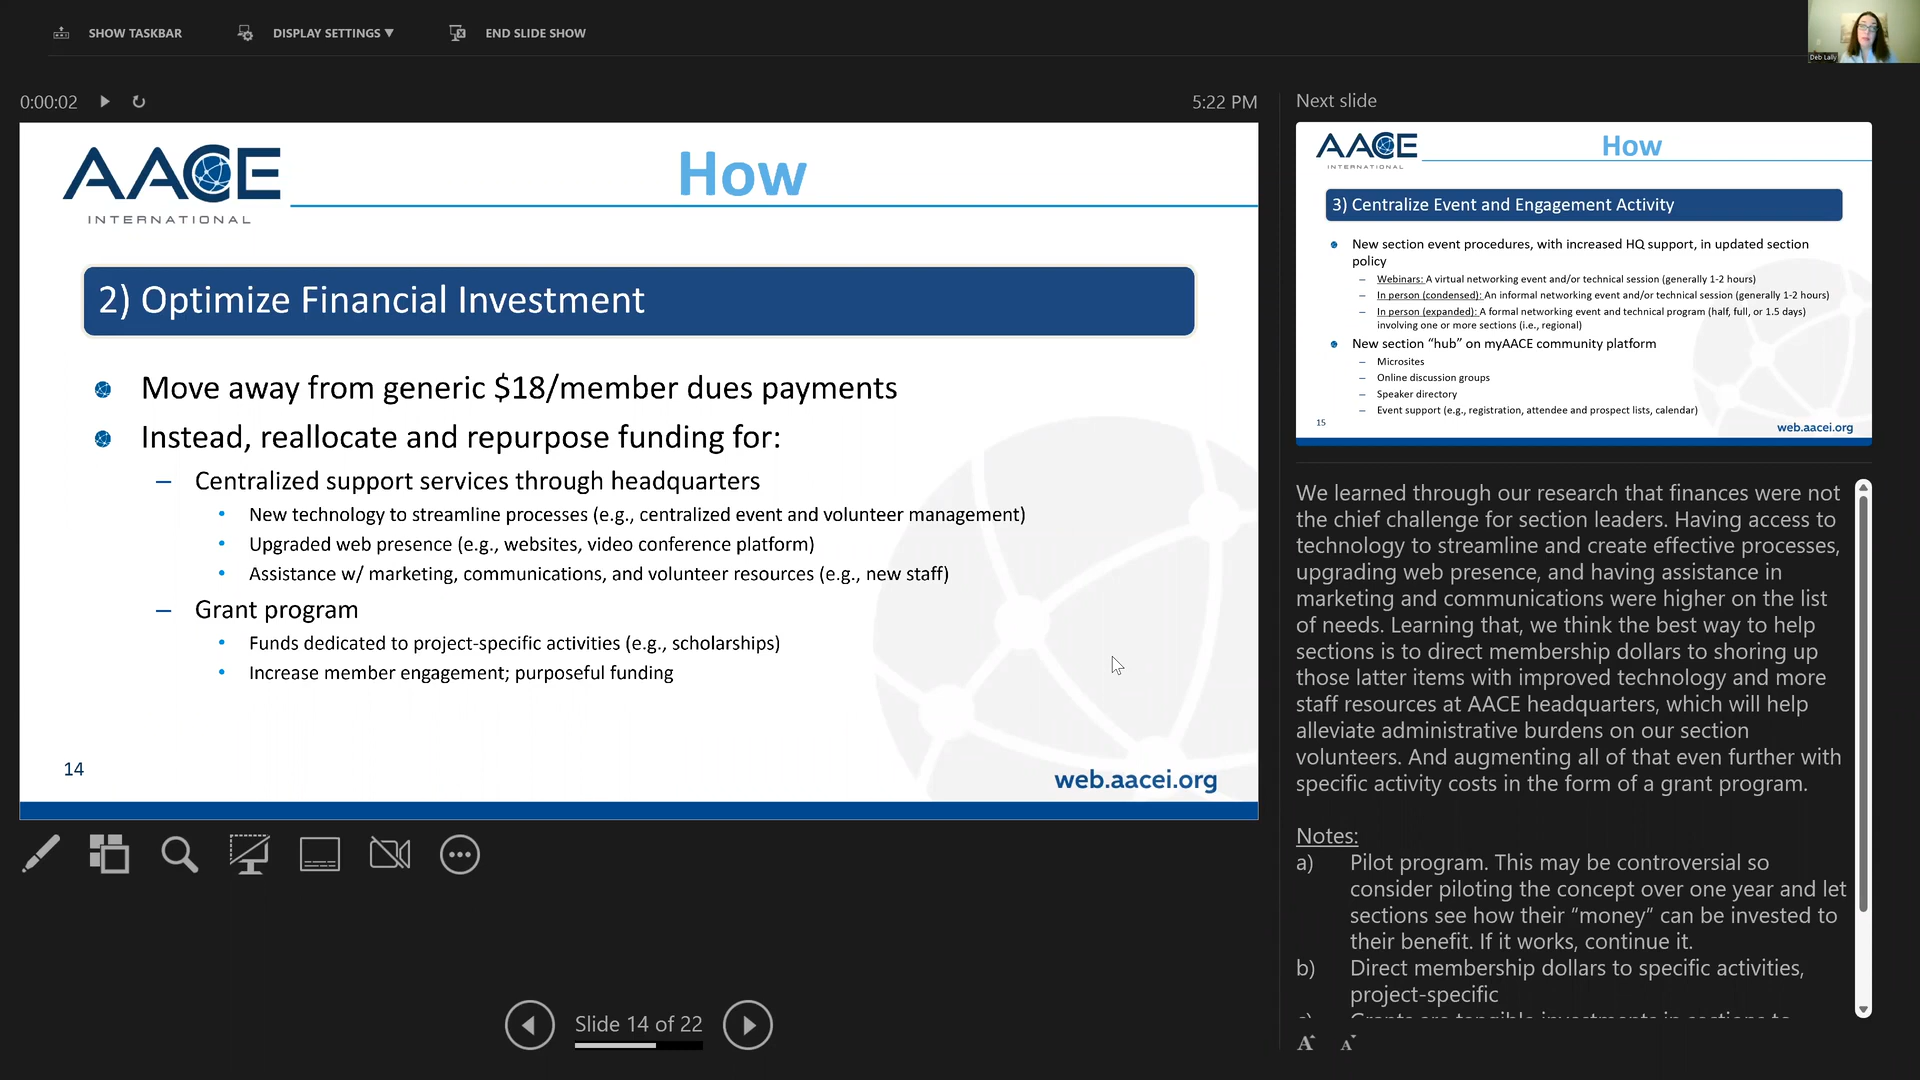 SHOW TASKBAR
DISPLAY SETTINGS ▼
END SLIDE SHOW
Deb Lally
0:00:02
5:22 PM
AACE
INTERNATIONAL
How
2) Optimize Financial Investment
Move away from generic $18/member dues payments
Instead, reallocate and repurpose funding for:
– Centralized support services through headquarters
• New technology to streamline processes (e.g., centralized event and volunteer management)
• Upgraded web presence (e.g., websites, video conference platform)
• Assistance w/ marketing, communications, and volunteer resources (e.g., new staff)
– Grant program
• Funds dedicated to project-specific activities (e.g., scholarships)
• Increase member engagement; purposeful funding
14
web.aacei.org
Slide 14 of 22
Next slide
AACE
INTERNATIONAL
How
3) Centralize Event and Engagement Activity
New section event procedures, with increased HQ support, in updated section
policy
– Webinars: A virtual networking event and/or technical session (generally 1-2 hours)
– In person (condensed): An informal networking event and/or technical session (generally 1-2 hours)
– In person (expanded): A formal networking event and technical program (half, full, or 1.5 days)
involving one or more sections (i.e., regional)
New section “hub” on myAACE community platform
– Microsites
– Online discussion groups
– Speaker directory
– Event support (e.g., registration, attendee and prospect lists, calendar)
15
web.aacei.org
We learned through our research that finances were not
the chief challenge for section leaders. Having access to
technology to streamline and create effective processes,
upgrading web presence, and having assistance in
marketing and communications were higher on the list
of needs. Learning that, we think the best way to help
sections is to direct membership dollars to shoring up
those latter items with improved technology and more
staff resources at AACE headquarters, which will help
alleviate administrative burdens on our section
volunteers. And augmenting all of that even further with
specific activity costs in the form of a grant program.
Notes:
a) Pilot program. This may be controversial so
consider piloting the concept over one year and let
sections see how their “money” can be invested to
their benefit. If it works, continue it.
b) Direct membership dollars to specific activities,
project-specific
c) Grants are tangible investments in sections to
A A